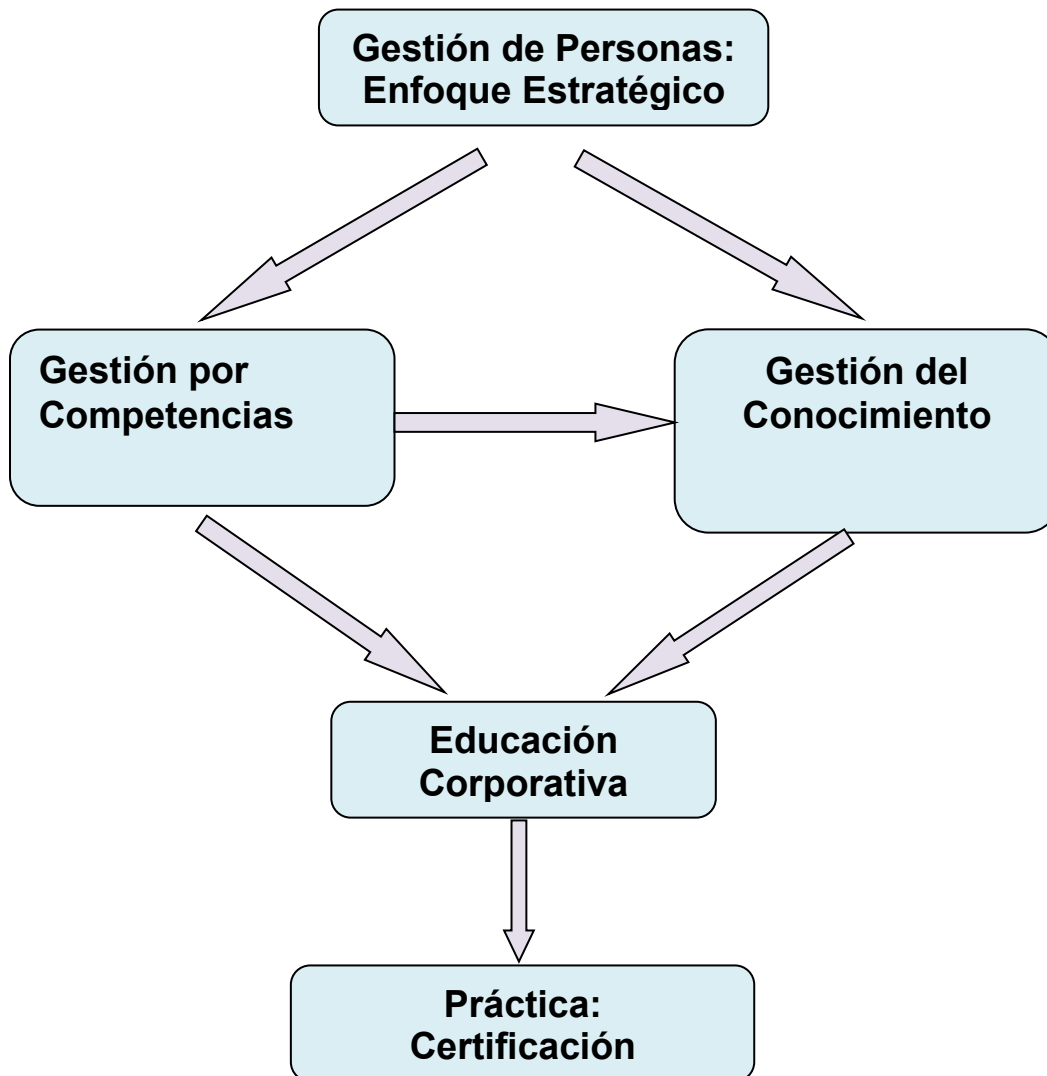 Gestión de Personas:
Enfoque Estratégico
Gestión por
Competencias
Gestión del
Conocimiento
Educación
Corporativa
Práctica:
Certificación